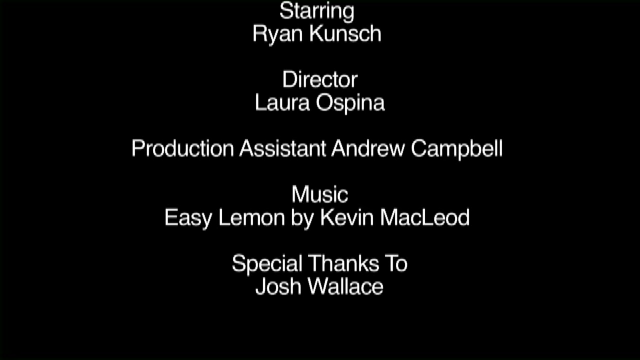 Starring
Ryan Kunsch
Director
Laura Ospina
Production Assistant Andrew Campbell
Music
Easy Lemon by Kevin MacLeod
Special Thanks To
Josh Wallace